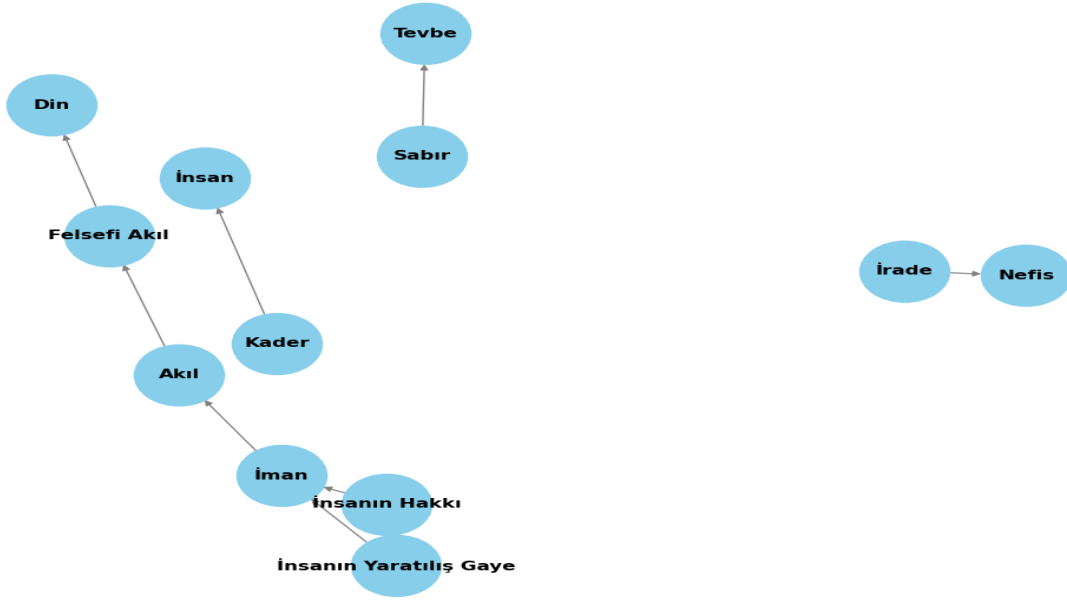 Tevbe
Din
Sabır
İnsan
Felsefi Akıl
İrade
Nefis
Kader
Akıl
İman
İnsanın Hakkı
İnsanın Yaratılış Gaye